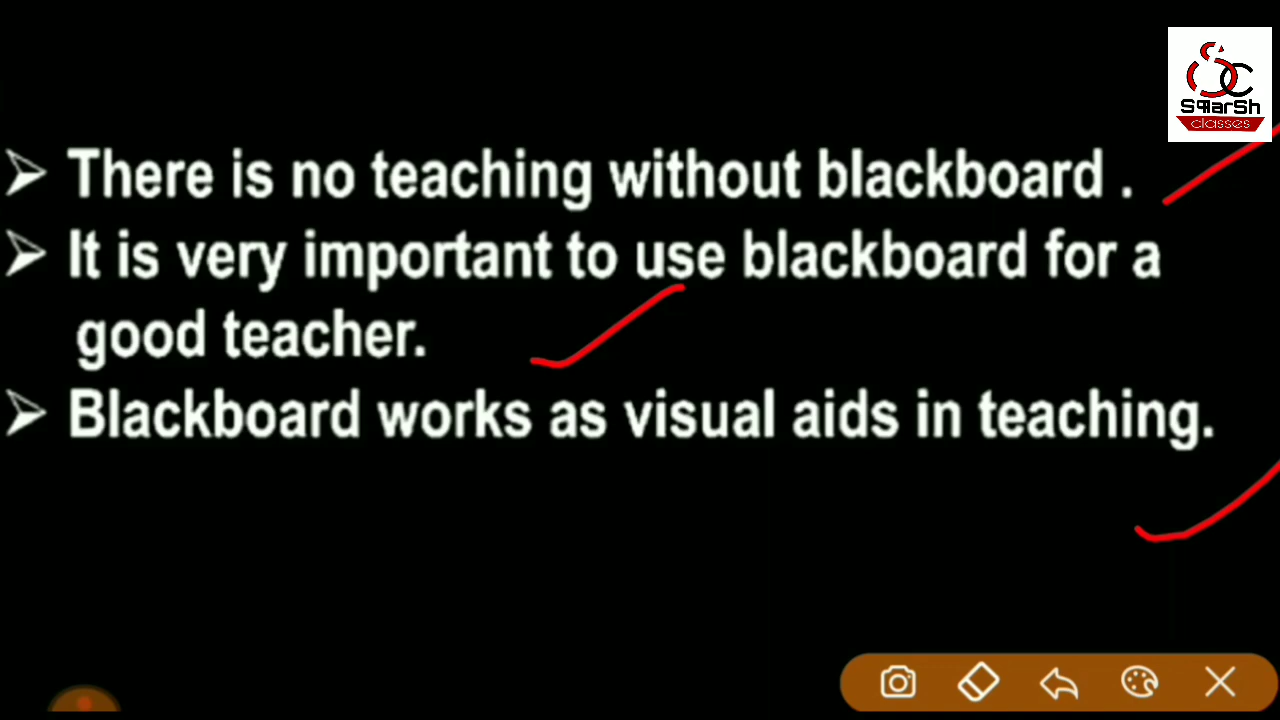 SपarSh
classes
➢ There is no teaching without blackboard .
➢ It is very important to use blackboard for a
good teacher.
➢ Blackboard works as visual aids in teaching.